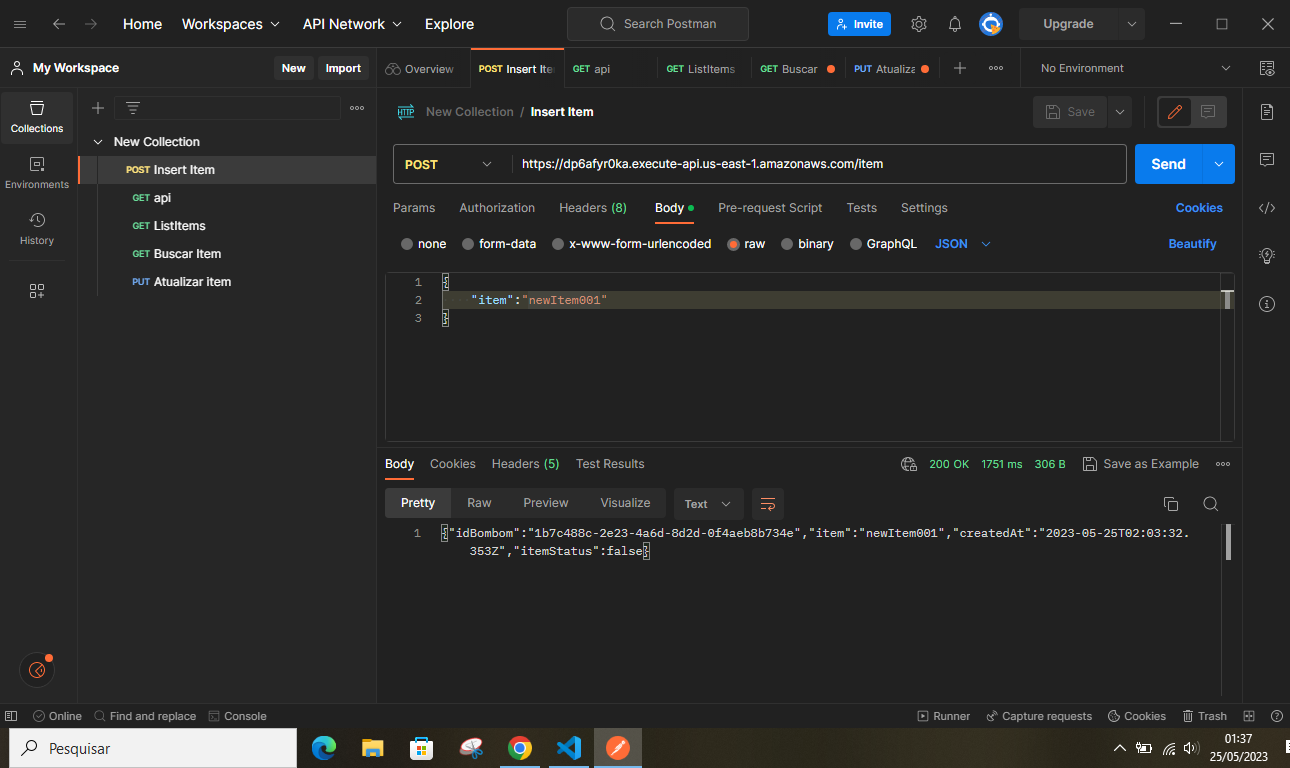 Home Workspaces API Network Explore Search Postman Invite Upgrade
My Workspace New Import Overview POST Insert Ite GET api GET ListItems GET Buscar PUT Atualiza No Environment
Collections
Environments
History
New Collection
POST Insert Item
GET api
GET ListItems
GET Buscar Item
PUT Atualizar item
HTTP New Collection / Insert Item Save
POST https://dp6afyr0ka.execute-api.us-east-1.amazonaws.com/item Send
Params Authorization Headers (8) Body Pre-request Script Tests Settings Cookies
none form-data x-www-form-urlencoded raw binary GraphQL JSON Beautify
1 {
2 "item":"newItem001"
3 }
Body Cookies Headers (5) Test Results 200 OK 1751 ms 306 B Save as Example
Pretty Raw Preview Visualize Text
1 {"idBombom":"1b7c488c-2e23-4a6d-8d2d-0f4aeb8b734e","item":"newItem001","createdAt":"2023-05-25T02:03:32.
353Z","itemStatus":false}
Online Find and replace Console Runner Capture requests Cookies Trash
Pesquisar
01:37
25/05/2023